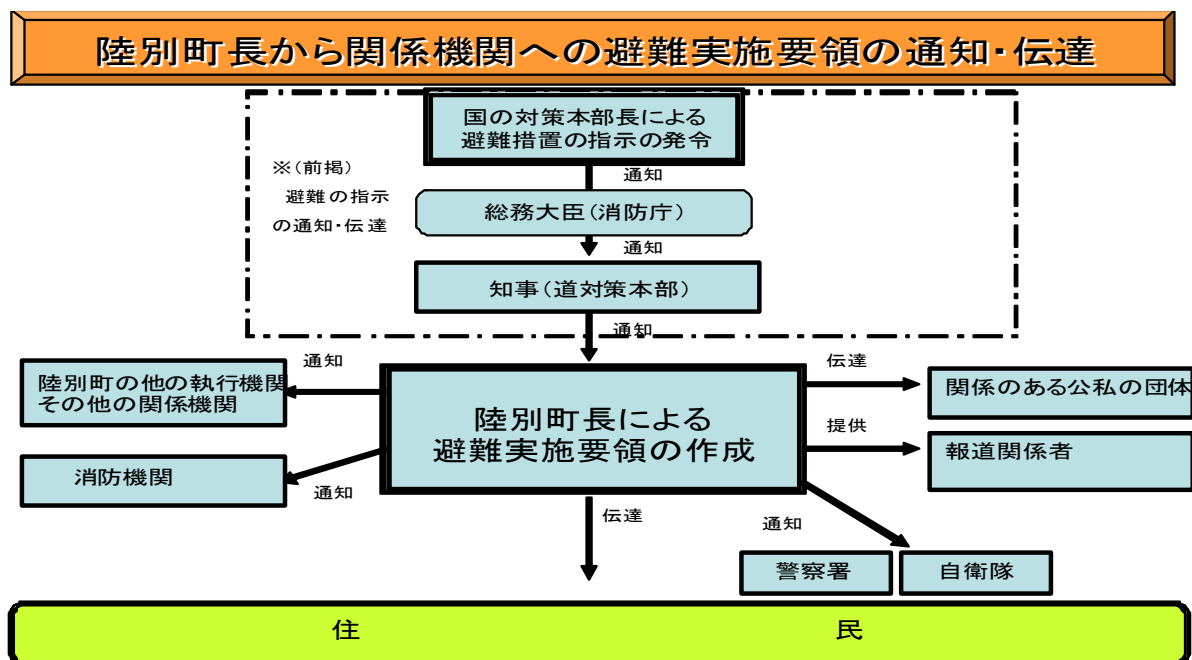 陸別町長から関係機関への避難実施要領の通知・伝達
国の対策本部長による
避難措置の指示の発令
※(前掲)
避難の指示
の通知・伝達
通知
総務大臣(消防庁)
通知
知事(道対策本部)
通知
陸別町長による
避難実施要領の作成
通知
陸別町の他の執行機関
その他の関係機関
通知
消防機関
伝達
関係のある公私の団体
提供
報道関係者
通知
警察署
自衛隊
伝達
住民